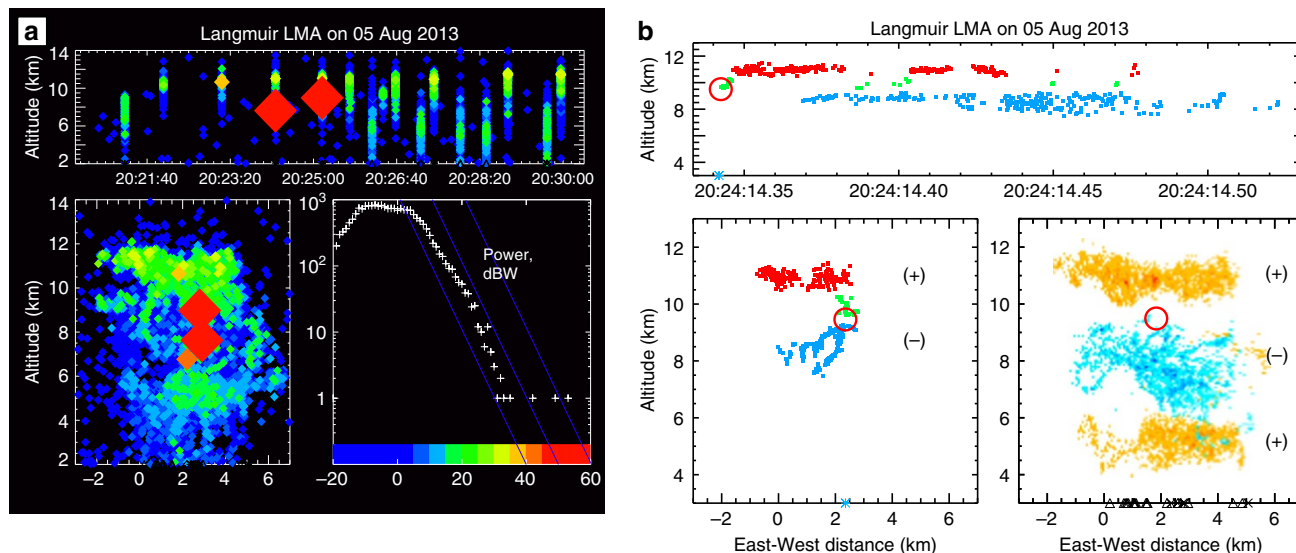 a
Langmuir LMA on 05 Aug 2013
Altitude (km)
14
12
10
8
6
4
2
20:21:40 20:23:20 20:25:00 20:26:40 20:28:20 20:30:00
Altitude (km)
14
12
10
8
6
4
2
−2 0 2 4 6
10³
10²
10
1
Power,
dBW
−20 0 20 40 60
b
Langmuir LMA on 05 Aug 2013
Altitude (km)
12
8
4
20:24:14.35 20:24:14.40 20:24:14.45 20:24:14.50
Altitude (km)
12
10
8
6
4
(+)
(−)
−2 0 2 4 6
East-West distance (km)
Altitude (km)
12
10
8
6
4
(+)
(−)
(+)
−2 0 2 4 6
East-West distance (km)